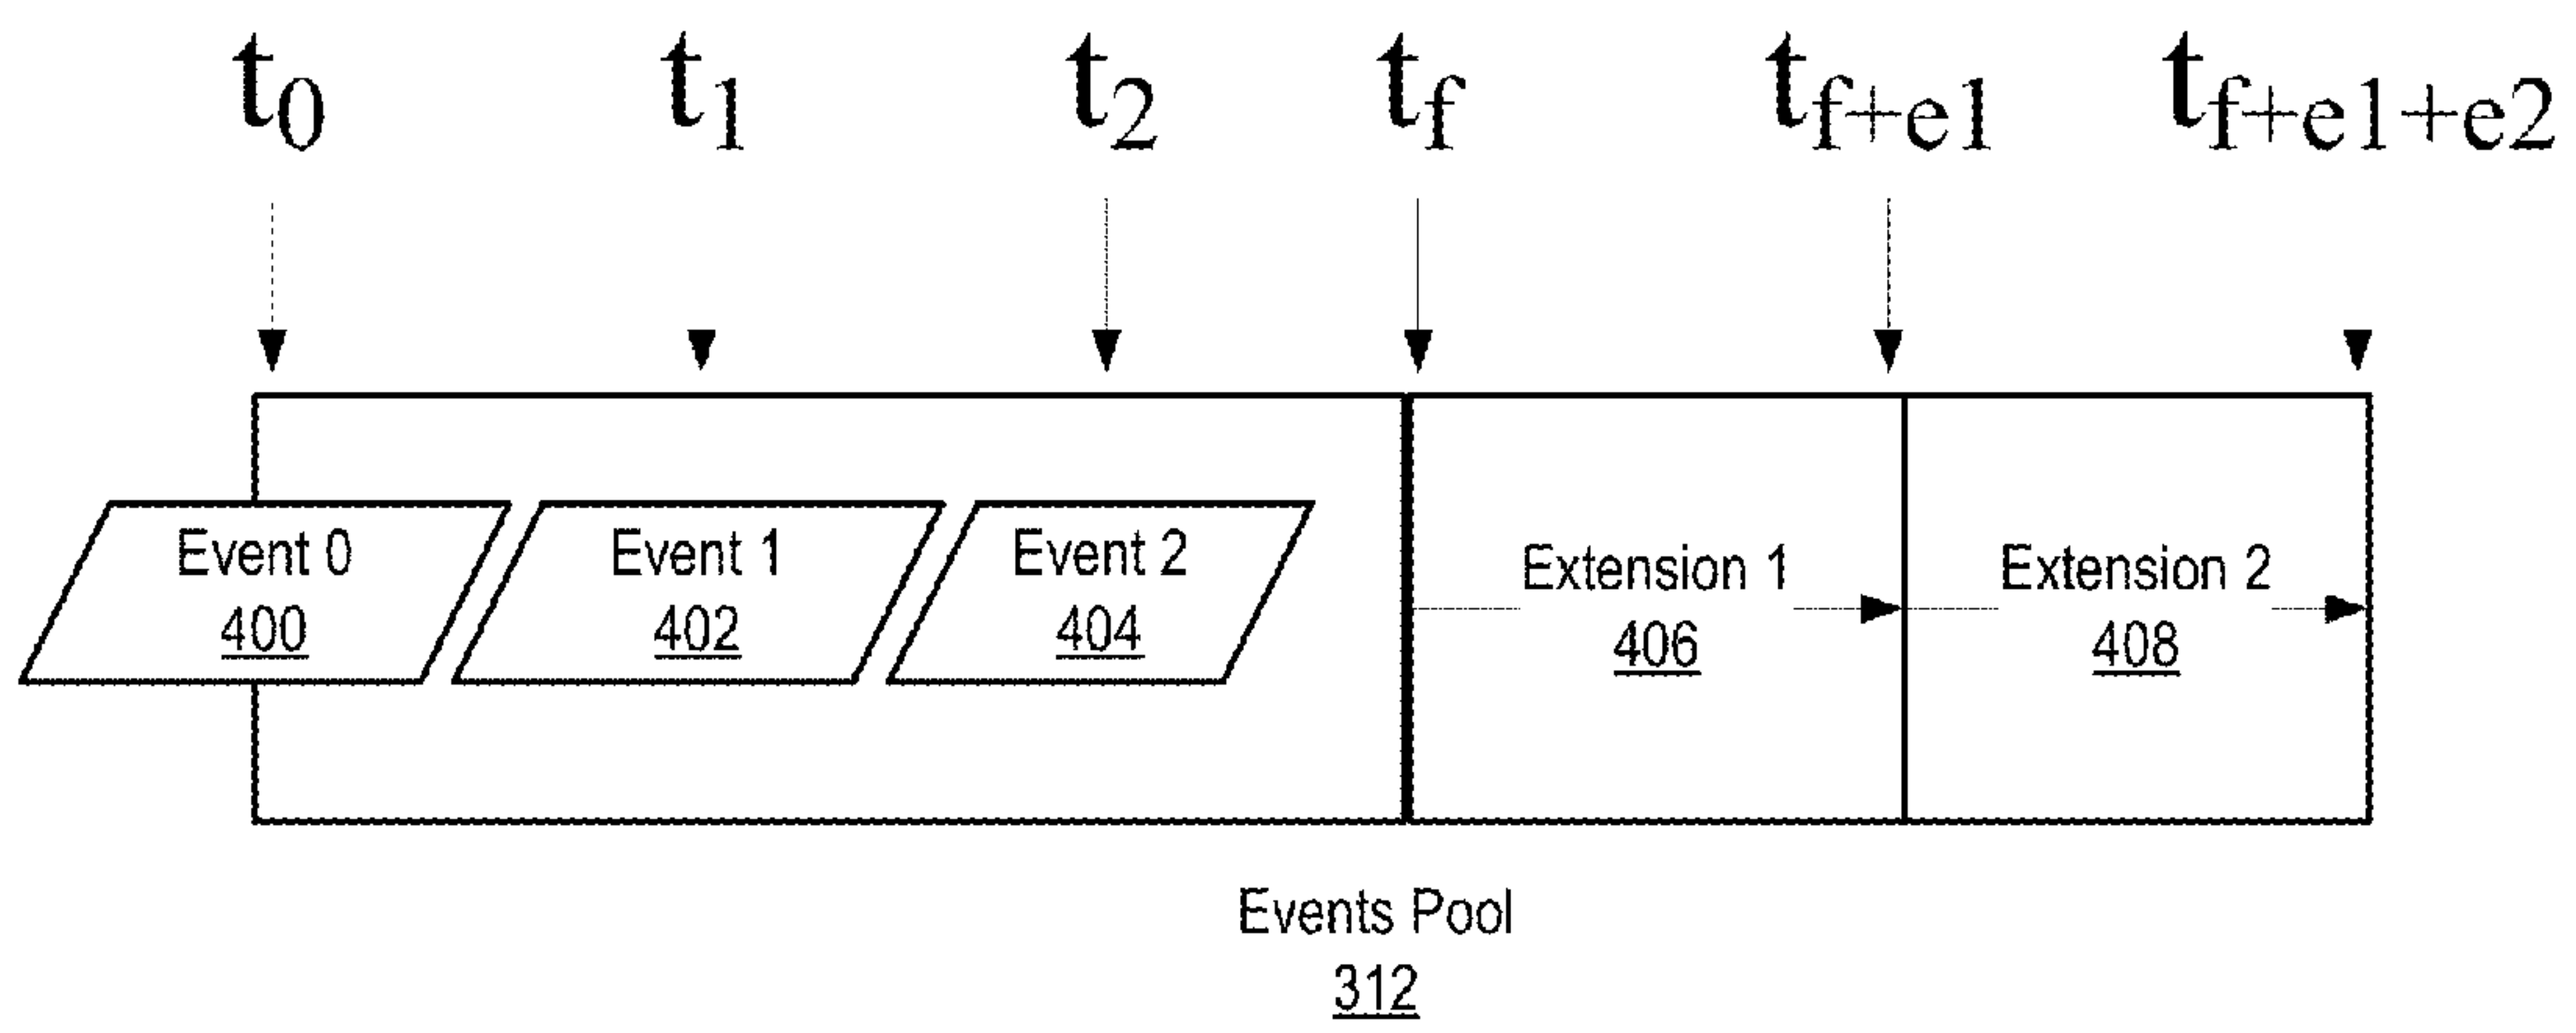 t0 t1 t2 tf tf+e1 tf+e1+e2
Event 0
400
Event 1
402
Event 2
404
Extension 1
406
Extension 2
408
Events Pool
312